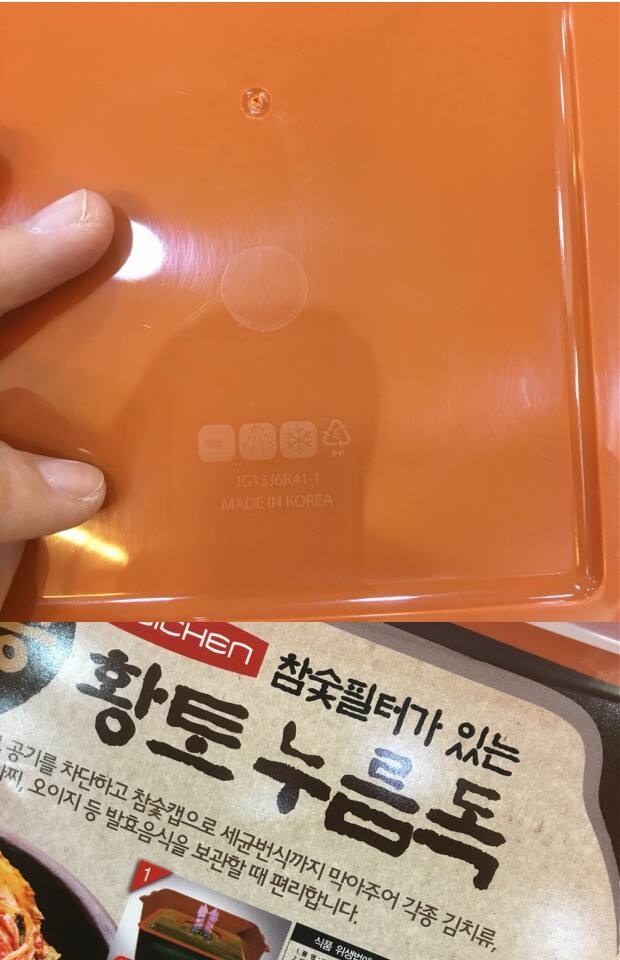 5
PP
JG13J6R41-1
MADE IN KOREA
ICHEN
참숯필터가 있는
황토 누름독
공기를 차단하고 참숯캡으로 세균번식까지 막아주어 각종 김치류,
오이지 등 발효음식을 보관할 때 편리합니다.
1
식품 위생법에